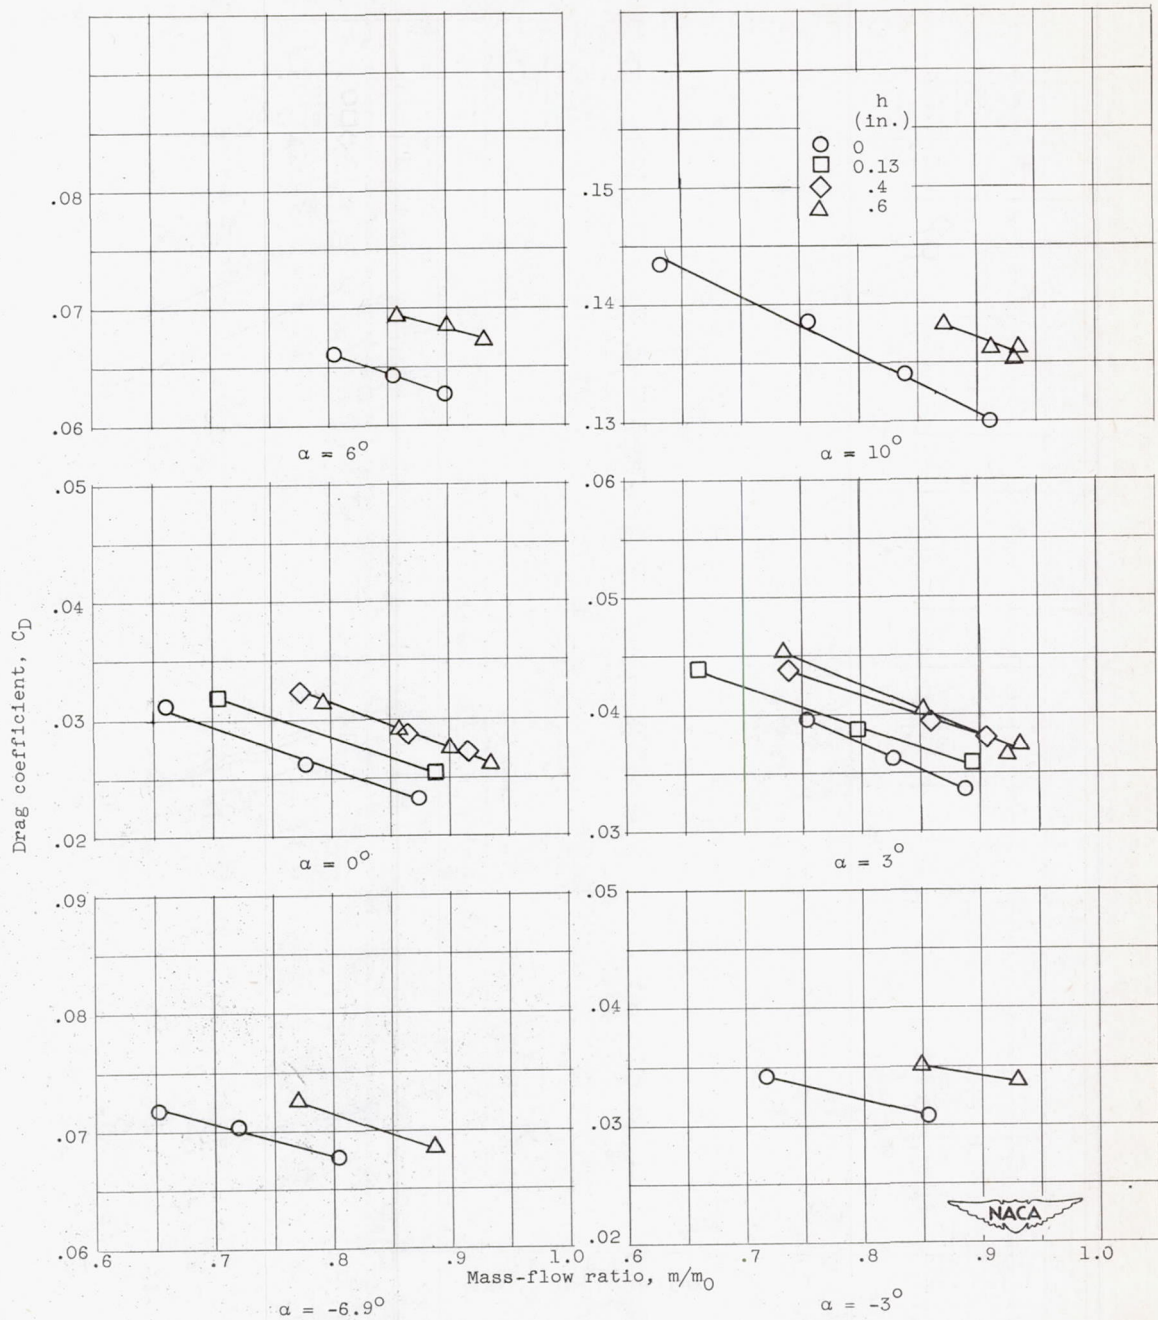 h
(in.)
0
0.13
.4
.6
.08
.07
.06
α = 6°
.15
.14
.13
α = 10°
.05
.04
.03
.02
α = 0°
.06
.05
.04
.03
α = 3°
Drag coefficient, C_D
.09
.08
.07
.06
.6 .7 .8 .9 1.0
α = -6.9°
.05
.04
.03
.02
.6 .7 .8 .9 1.0
NACA
Mass-flow ratio, m/m₀
α = -3°